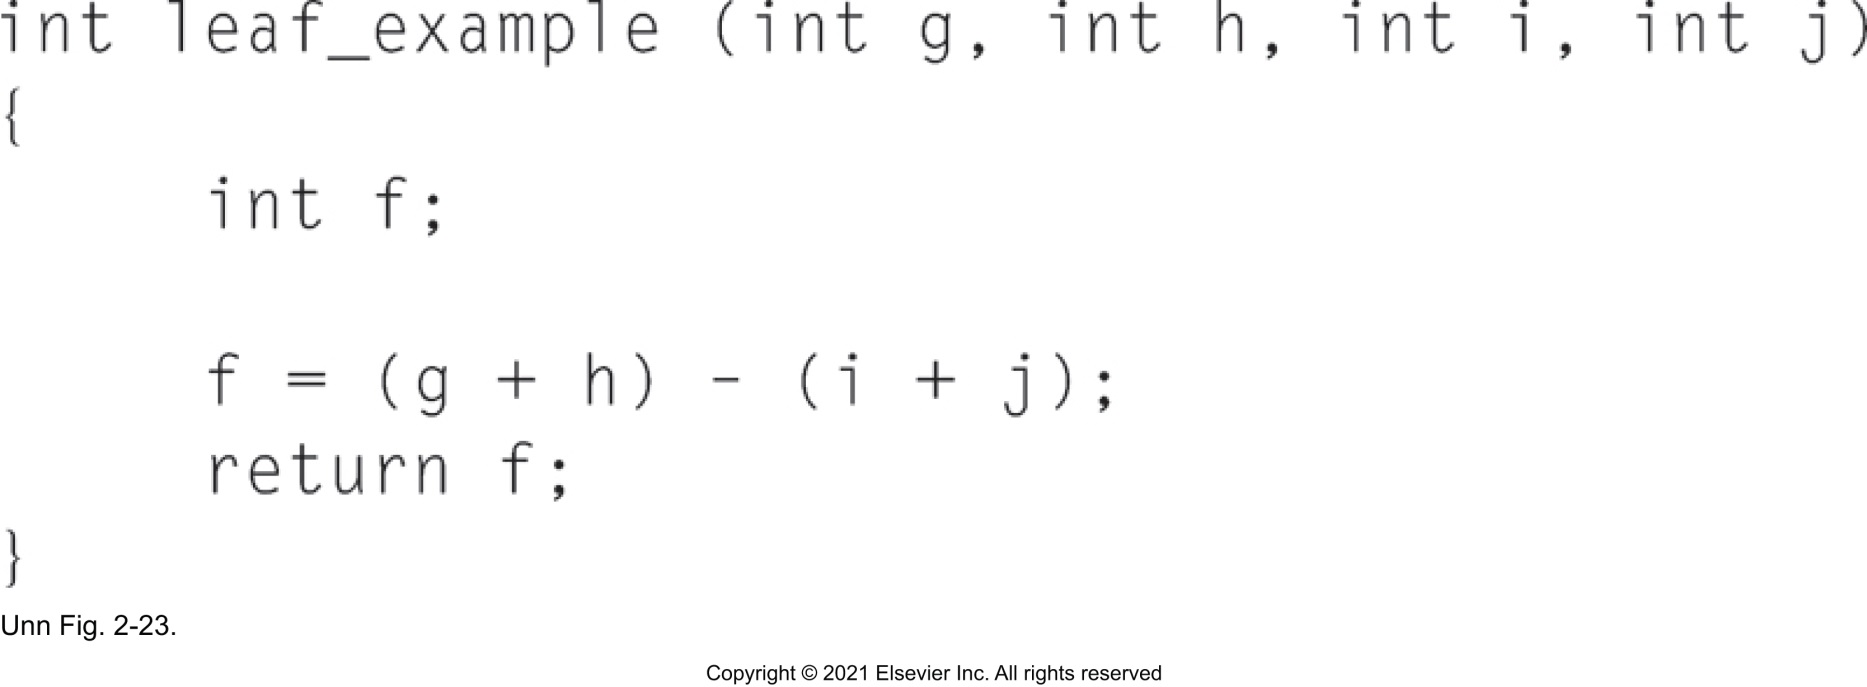 int leaf_example (int g, int h, int i, int j)
{
int f;
f = (g + h) - (i + j);
return f;
}
Unn Fig. 2-23.
Copyright © 2021 Elsevier Inc. All rights reserved